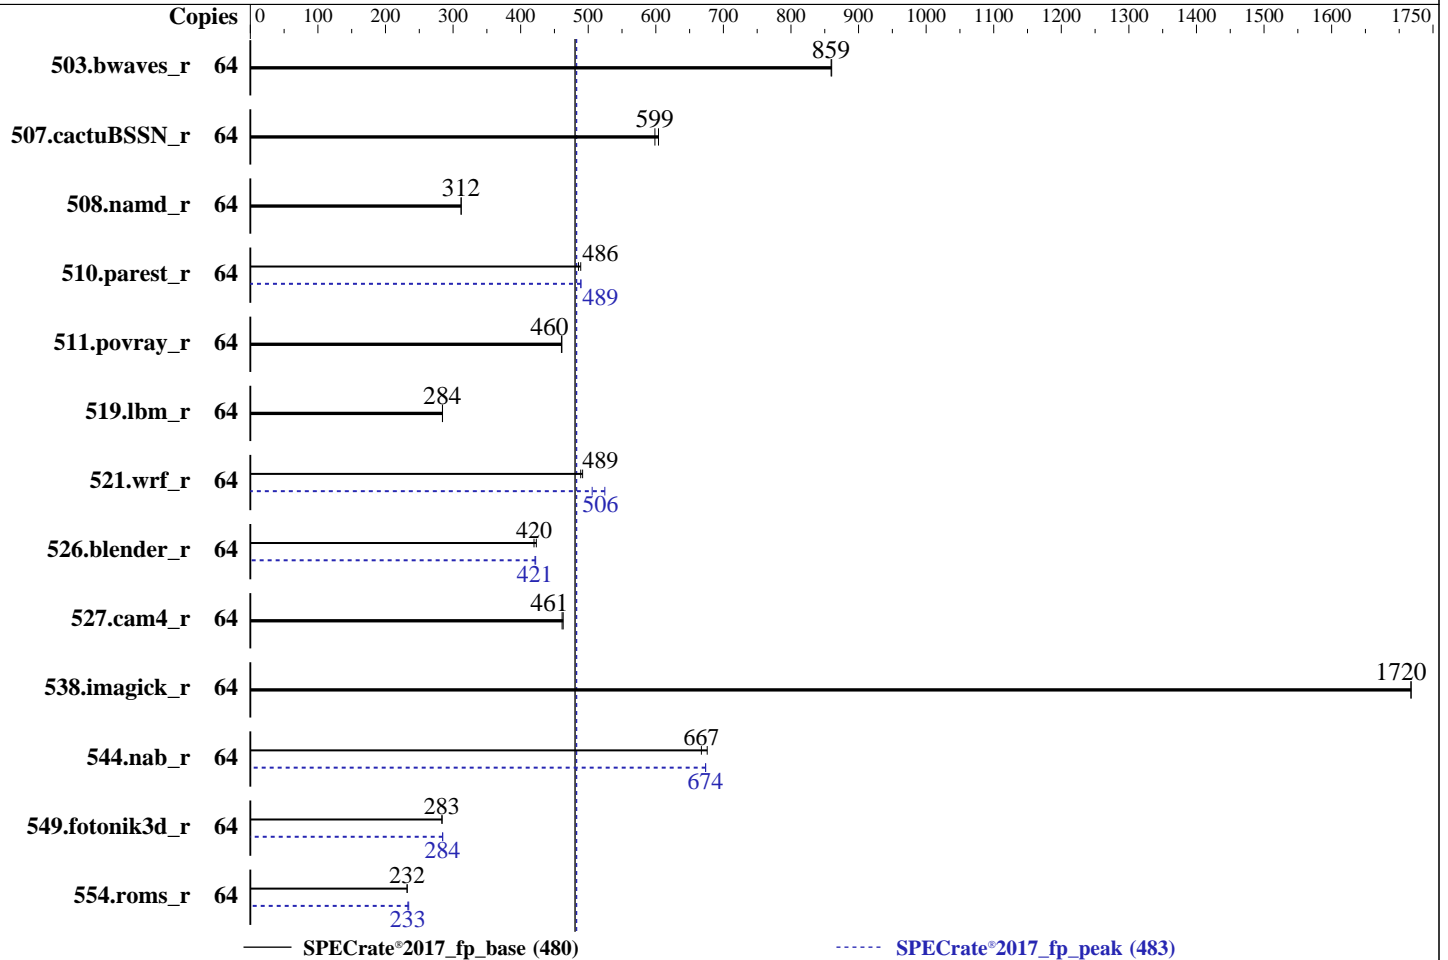 Copies 0 100 200 300 400 500 600 700 800 900 1000 1100 1200 1300 1400 1500 1600 1750
503.bwaves_r 64 859
507.cactuBSSN_r 64 599
508.namd_r 64 312
510.parest_r 64 486
489
511.povray_r 64 460
519.lbm_r 64 284
521.wrf_r 64 489
506
526.blender_r 64 420
421
527.cam4_r 64 461
538.imagick_r 64 1720
544.nab_r 64 667
674
549.fotonik3d_r 64 283
284
554.roms_r 64 232
233
SPECrate®2017_fp_base (480) SPECrate®2017_fp_peak (483)